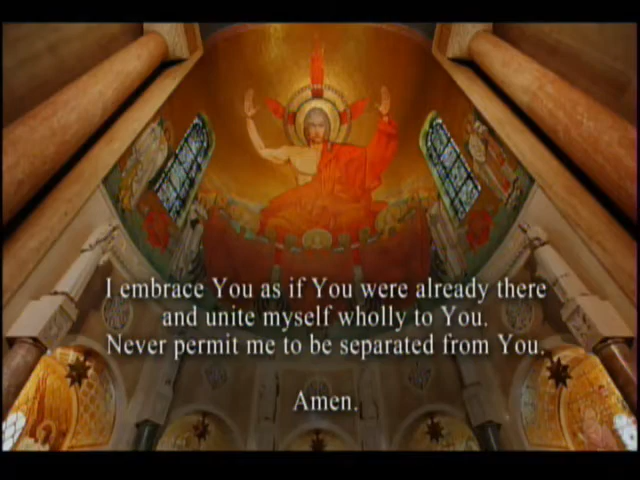 I embrace You as if You were already there
and unite myself wholly to You.
Never permit me to be separated from You.
Amen.